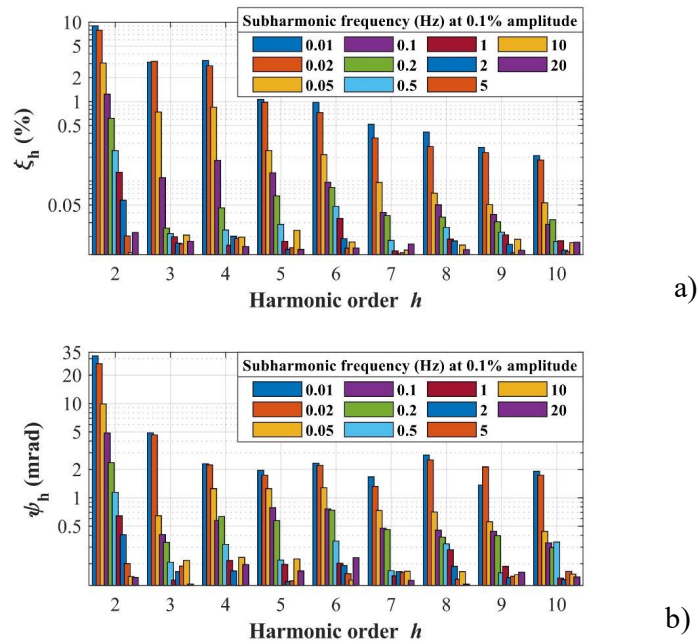 10
5
2
1
0.5
0.05
ξh (%)
Subharmonic frequency (Hz) at 0.1% amplitude
0.01 0.1 1 10
0.02 0.2 2 20
0.05 0.5 5
2 3 4 5 6 7 8 9 10
Harmonic order h
a)
35
20
10
5
2
1
0.5
ψh (mrad)
Subharmonic frequency (Hz) at 0.1% amplitude
0.01 0.1 1 10
0.02 0.2 2 20
0.05 0.5 5
2 3 4 5 6 7 8 9 10
Harmonic order h
b)